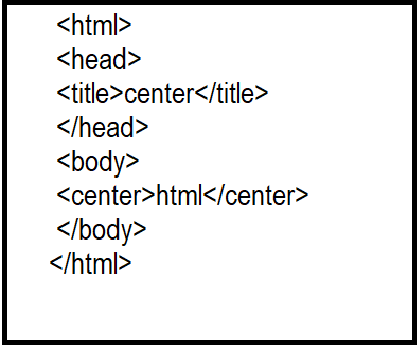 <html>
<head>
<title>center</title>
</head>
<body>
<center>html</center>
</body>
</html>